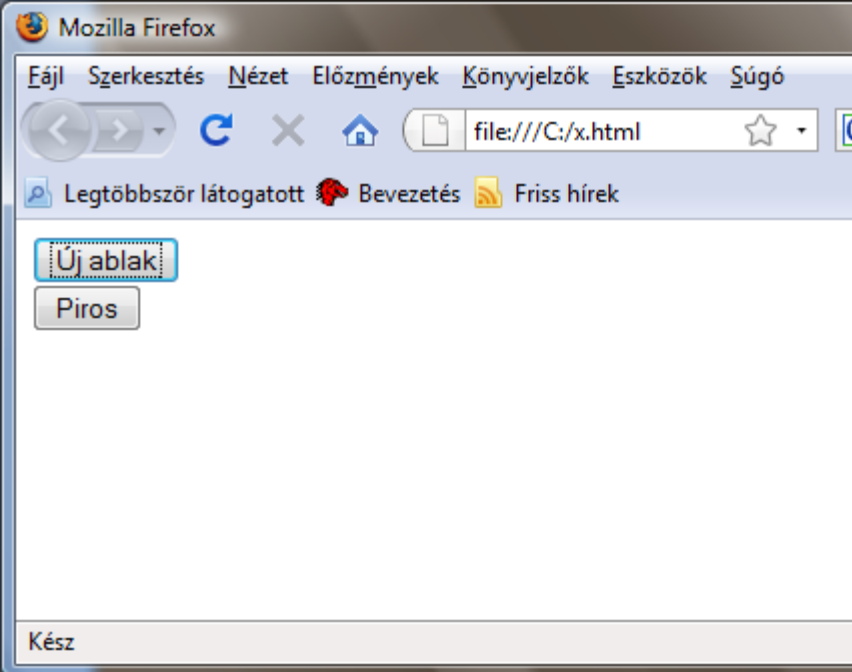 Mozilla Firefox
Fájl Szerkesztés Nézet Előzmények Könyvjelzők Eszközök Súgó
file:///C:/x.html
Legtöbbször látogatott Bevezetés Friss hírek
Új ablak
Piros
Kész